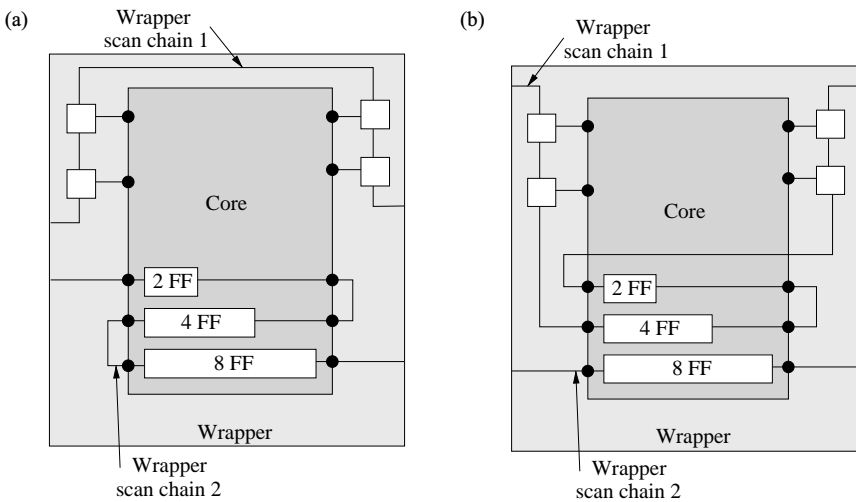 (a)
Wrapper
scan chain 1
Core
2 FF
4 FF
8 FF
Wrapper
Wrapper
scan chain 2
(b)
Wrapper
scan chain 1
Core
2 FF
4 FF
8 FF
Wrapper
Wrapper
scan chain 2